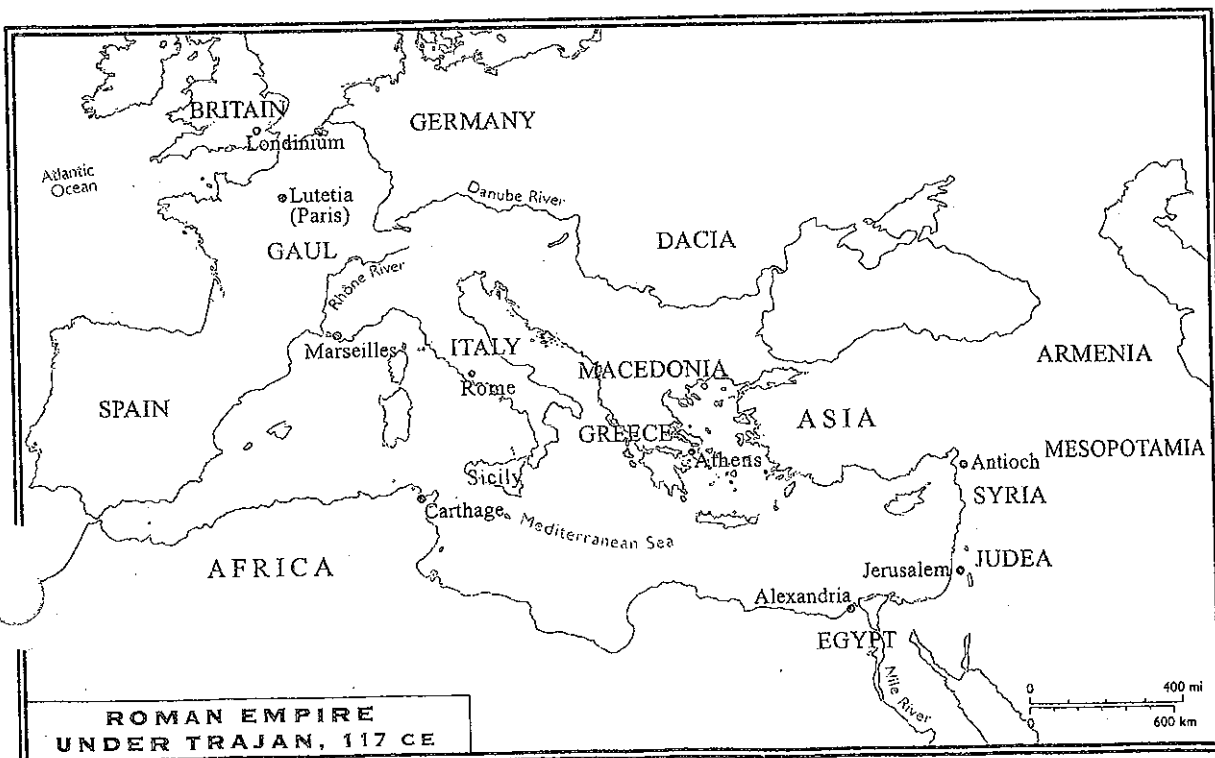 BRITAIN
GERMANY
Londinium
Atlantic
Ocean
Lutetia
(Paris)
Danube River
DACIA
GAUL
Rhône River
Marseilles
ITALY
Rome
MACEDONIA
ARMENIA
SPAIN
ASIA
GREECE
Athens
MESOPOTAMIA
Antioch
SYRIA
Sicily
Carthage
Mediterranean Sea
AFRICA
JUDEA
Jerusalem
Alexandria
EGYPT
Nile River
0 400 mi
0 600 km
ROMAN EMPIRE
UNDER TRAJAN, 117 CE